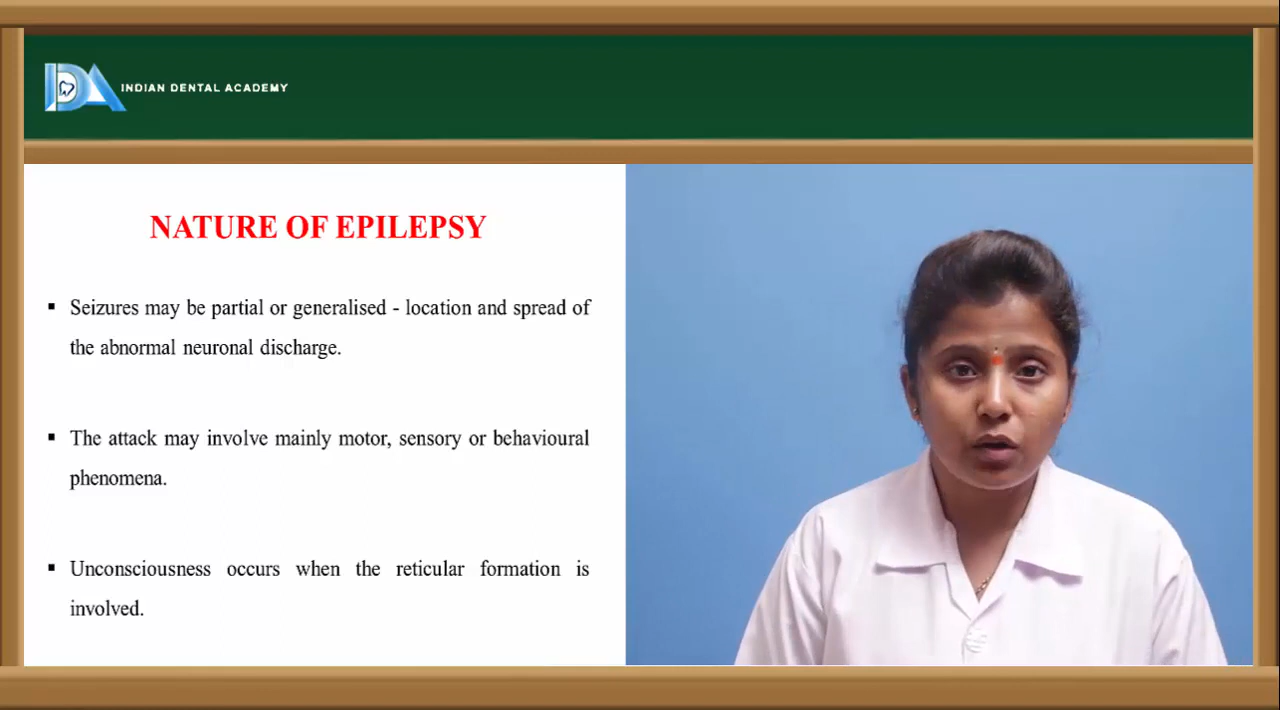 IDA INDIAN DENTAL ACADEMY
NATURE OF EPILEPSY
▪ Seizures may be partial or generalised - location and spread of
the abnormal neuronal discharge.
▪ The attack may involve mainly motor, sensory or behavioural
phenomena.
▪ Unconsciousness occurs when the reticular formation is
involved.